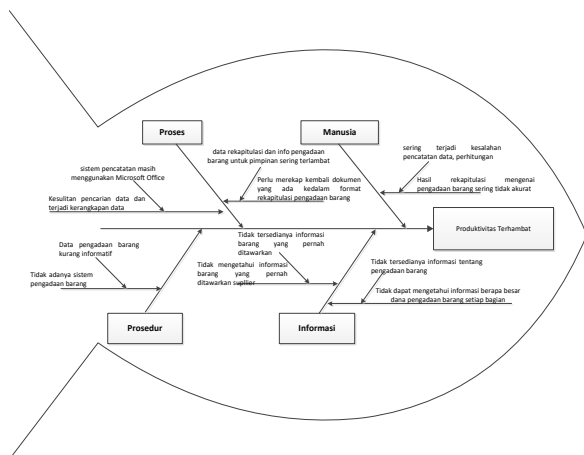 Proses
Manusia
data rekapitulasi dan info pengadaan
barang untuk pimpinan sering terlambat
sering terjadi kesalahan
pencatatan data, perhitungan
sistem pencatatan masih
menggunakan Microsoft Office
Perlu merekap kembali dokumen
yang ada kedalam format
rekapitulasi pengadaan barang
Hasil rekapitulasi mengenai
pengadaan barang sering tidak akurat
Kesulitan pencarian data dan
terjadi kerangkapan data
Produktivitas Terhambat
Data pengadaan barang
kurang informatif
Tidak tersedianya informasi
barang yang pernah
ditawarkan
Tidak mengetahui informasi
barang yang pernah
ditawarkan supllier
Tidak tersedianya informasi tentang
pengadaan barang
Tidak adanya sistem
pengadaan barang
Tidak dapat mengetahui informasi berapa besar
dana pengadaan barang setiap bagian
Prosedur
Informasi